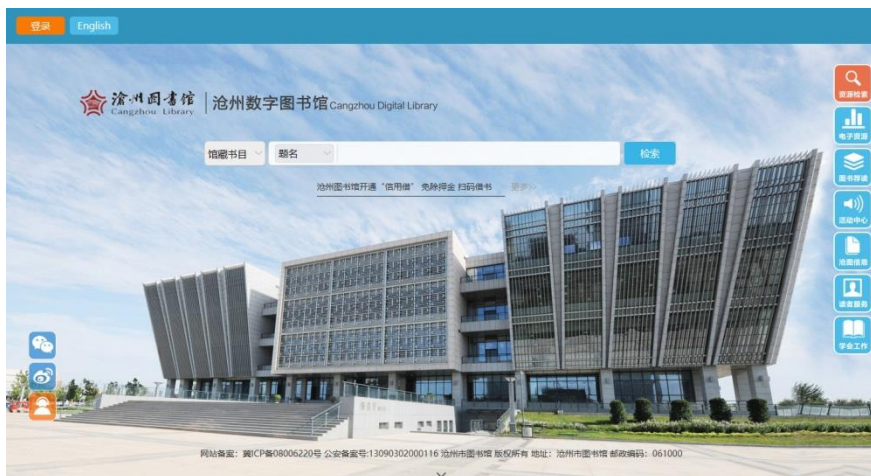 登录
English
沧州图书馆
Cangzhou Library
沧州数字图书馆 Cangzhou Digital Library
馆藏书目
题名
检索
沧州图书馆开通“信用借” 免除押金 扫码借书
更多>>
资源检索
电子资源
图书荐读
活动中心
沧图信息
读者服务
学会工作
网站备案：冀ICP备08006220号 公安备案号:13090302000116 沧州市图书馆 版权所有 地址：沧州市图书馆 邮政编码：061000